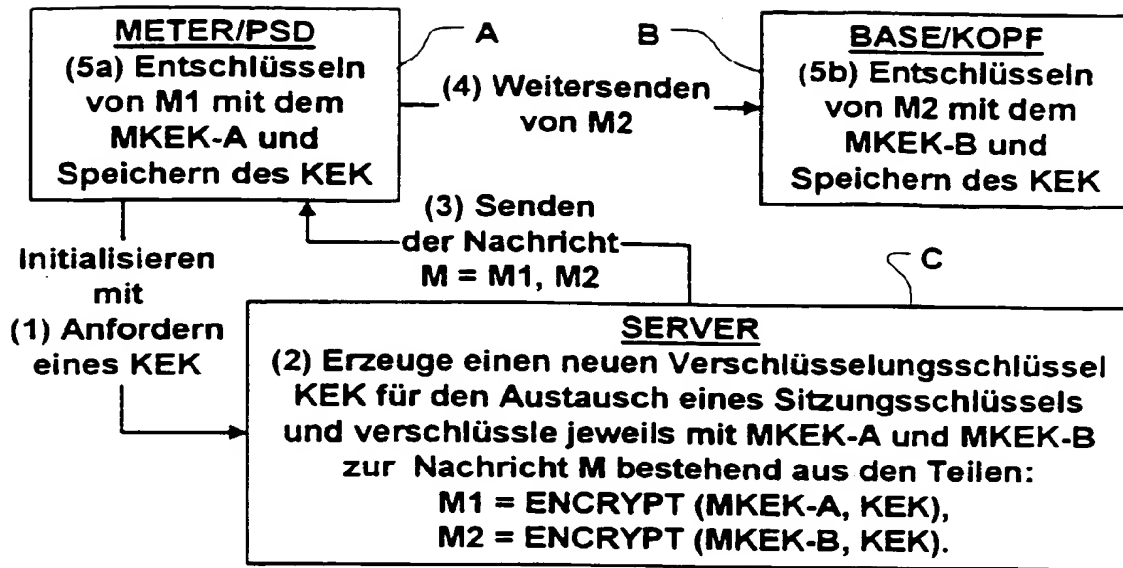 METER/PSD
(5a) Entschlüsseln
von M1 mit dem
MKEK-A und
Speichern des KEK
A
B
(4) Weitersenden
von M2
BASE/KOPF
(5b) Entschlüsseln
von M2 mit dem
MKEK-B und
Speichern des KEK
(3) Senden
der Nachricht
M = M1, M2
Initialisieren
mit
(1) Anfordern
eines KEK
C
SERVER
(2) Erzeuge einen neuen Verschlüsselungsschlüssel
KEK für den Austausch eines Sitzungsschlüssels
und verschlüssle jeweils mit MKEK-A und MKEK-B
zur Nachricht M bestehend aus den Teilen:
M1 = ENCRYPT (MKEK-A, KEK),
M2 = ENCRYPT (MKEK-B, KEK).